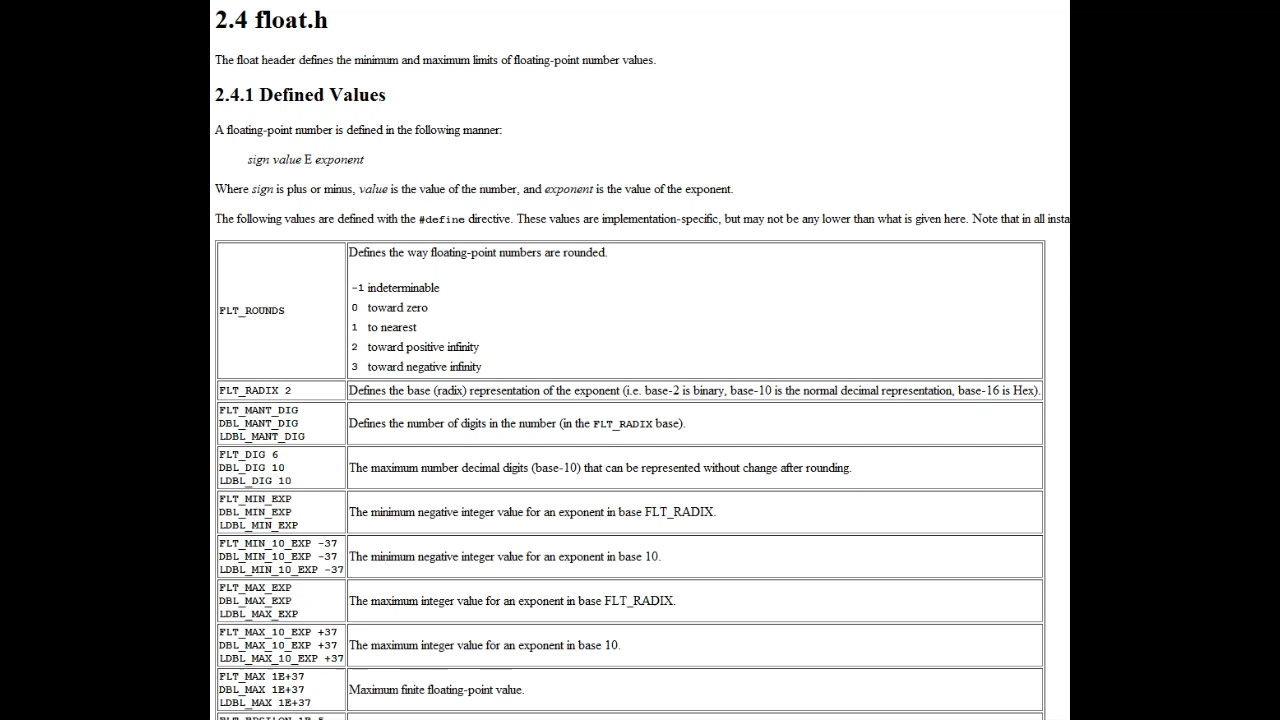 2.4 float.h
The float header defines the minimum and maximum limits of floating-point number values.
2.4.1 Defined Values
A floating-point number is defined in the following manner:
sign value E exponent
Where sign is plus or minus, value is the value of the number, and exponent is the value of the exponent.
The following values are defined with the #define directive. These values are implementation-specific, but may not be any lower than what is given here. Note that in all insta
FLT_ROUNDS
Defines the way floating-point numbers are rounded.
-1 indeterminable
0 toward zero
1 to nearest
2 toward positive infinity
3 toward negative infinity
FLT_RADIX 2
Defines the base (radix) representation of the exponent (i.e. base-2 is binary, base-10 is the normal decimal representation, base-16 is Hex).
FLT_MANT_DIG
DBL_MANT_DIG
LDBL_MANT_DIG
Defines the number of digits in the number (in the FLT_RADIX base).
FLT_DIG 6
DBL_DIG 10
LDBL_DIG 10
The maximum number decimal digits (base-10) that can be represented without change after rounding.
FLT_MIN_EXP
DBL_MIN_EXP
LDBL_MIN_EXP
The minimum negative integer value for an exponent in base FLT_RADIX.
FLT_MIN_10_EXP -37
DBL_MIN_10_EXP -37
LDBL_MIN_10_EXP -37
The minimum negative integer value for an exponent in base 10.
FLT_MAX_EXP
DBL_MAX_EXP
LDBL_MAX_EXP
The maximum integer value for an exponent in base FLT_RADIX.
FLT_MAX_10_EXP +37
DBL_MAX_10_EXP +37
LDBL_MAX_10_EXP +37
The maximum integer value for an exponent in base 10.
FLT_MAX 1E+37
DBL_MAX 1E+37
LDBL_MAX 1E+37
Maximum finite floating-point value.